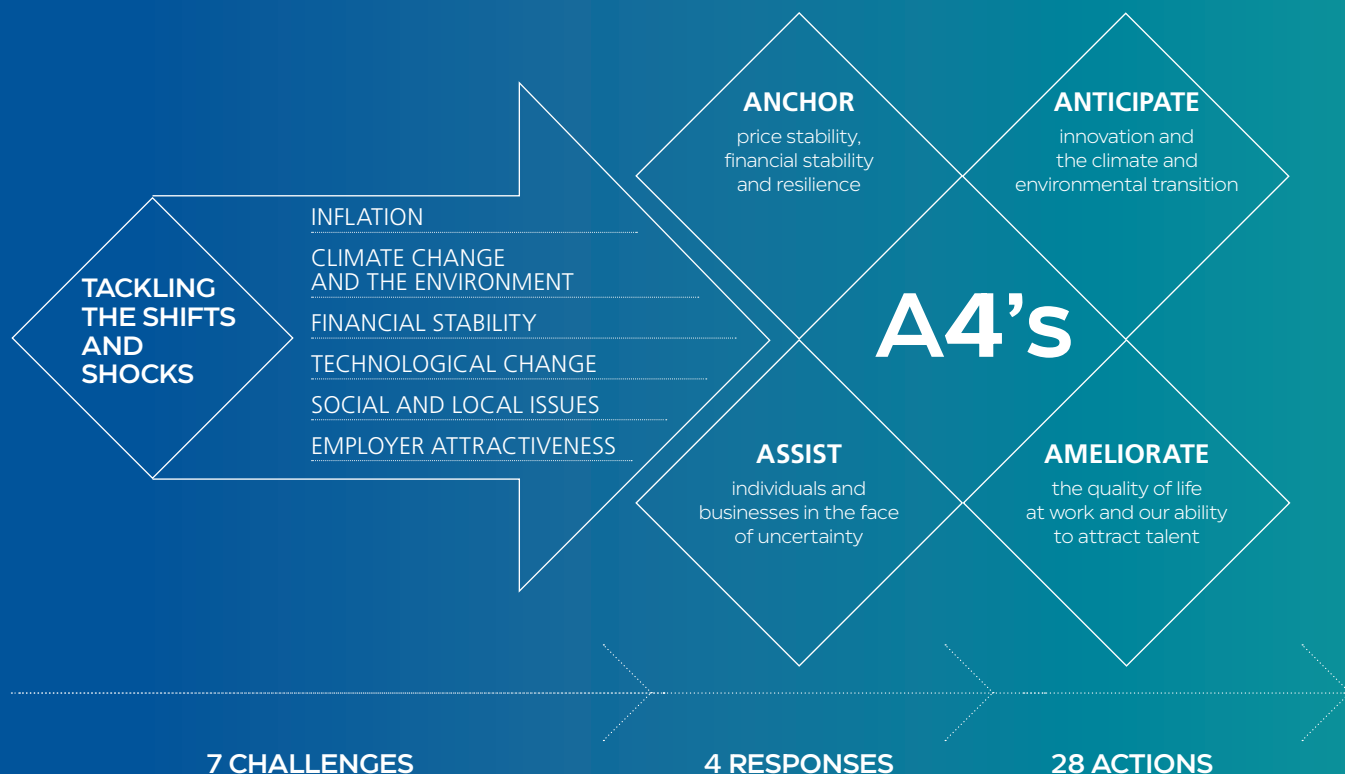 TACKLING
THE SHIFTS
AND
SHOCKS
INFLATION
CLIMATE CHANGE
AND THE ENVIRONMENT
FINANCIAL STABILITY
TECHNOLOGICAL CHANGE
SOCIAL AND LOCAL ISSUES
EMPLOYER ATTRACTIVENESS
ANCHOR
price stability,
financial stability
and resilience
ANTICIPATE
innovation and
the climate and
environmental transition
A4’s
ASSIST
individuals and
businesses in the face
of uncertainty
AMELIORATE
the quality of life
at work and our ability
to attract talent
7 CHALLENGES
4 RESPONSES
28 ACTIONS